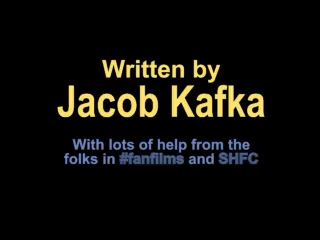 Written by
Jacob Kafka
With lots of help from the
folks in #fanfilms and SHFC